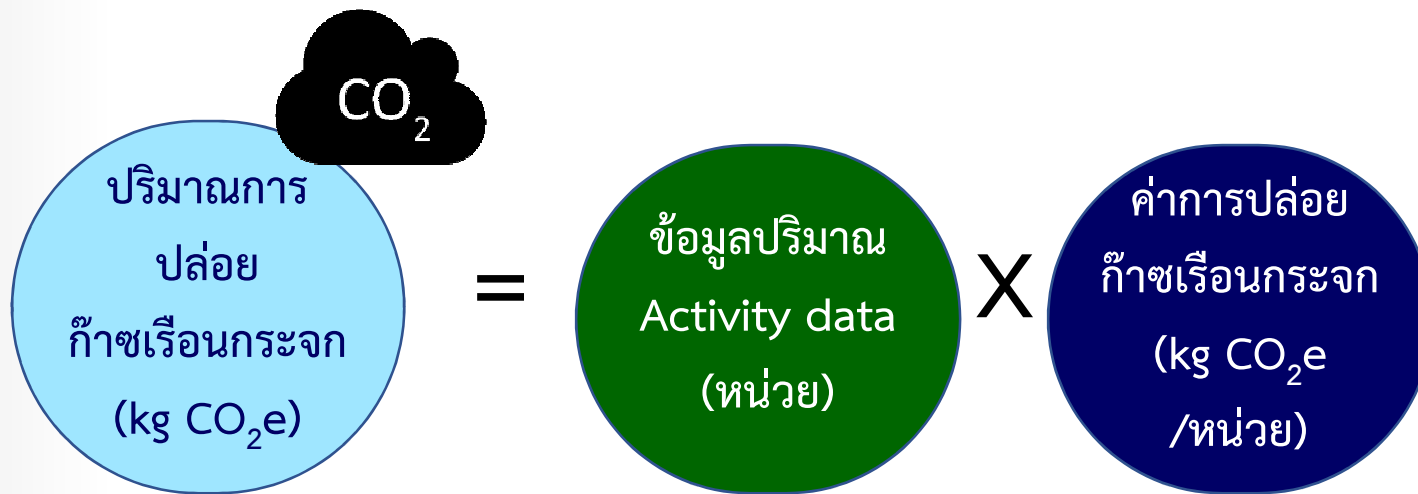 CO₂
ปริมาณการ
ปล่อย
ก๊าซเรือนกระจก
(kg CO₂e)
=
ข้อมูลปริมาณ
Activity data
(หน่วย)
X
ค่าการปล่อย
ก๊าซเรือนกระจก
(kg CO₂e
/หน่วย)